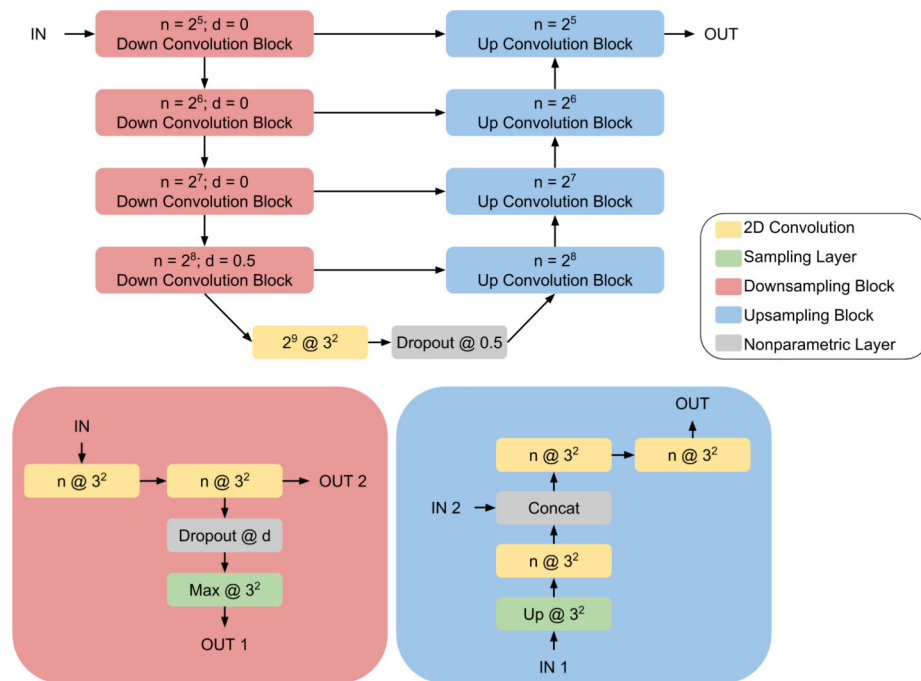 IN
n = 2⁵; d = 0
Down Convolution Block
n = 2⁵
Up Convolution Block
OUT
n = 2⁶; d = 0
Down Convolution Block
n = 2⁶
Up Convolution Block
n = 2⁷; d = 0
Down Convolution Block
n = 2⁷
Up Convolution Block
n = 2⁸; d = 0.5
Down Convolution Block
n = 2⁸
Up Convolution Block
2⁹ @ 3²
Dropout @ 0.5
2D Convolution
Sampling Layer
Downsampling Block
Upsampling Block
Nonparametric Layer
IN
n @ 3²
n @ 3²
OUT 2
Dropout @ d
Max @ 3²
OUT 1
OUT
n @ 3²
n @ 3²
IN 2
Concat
n @ 3²
Up @ 3²
IN 1